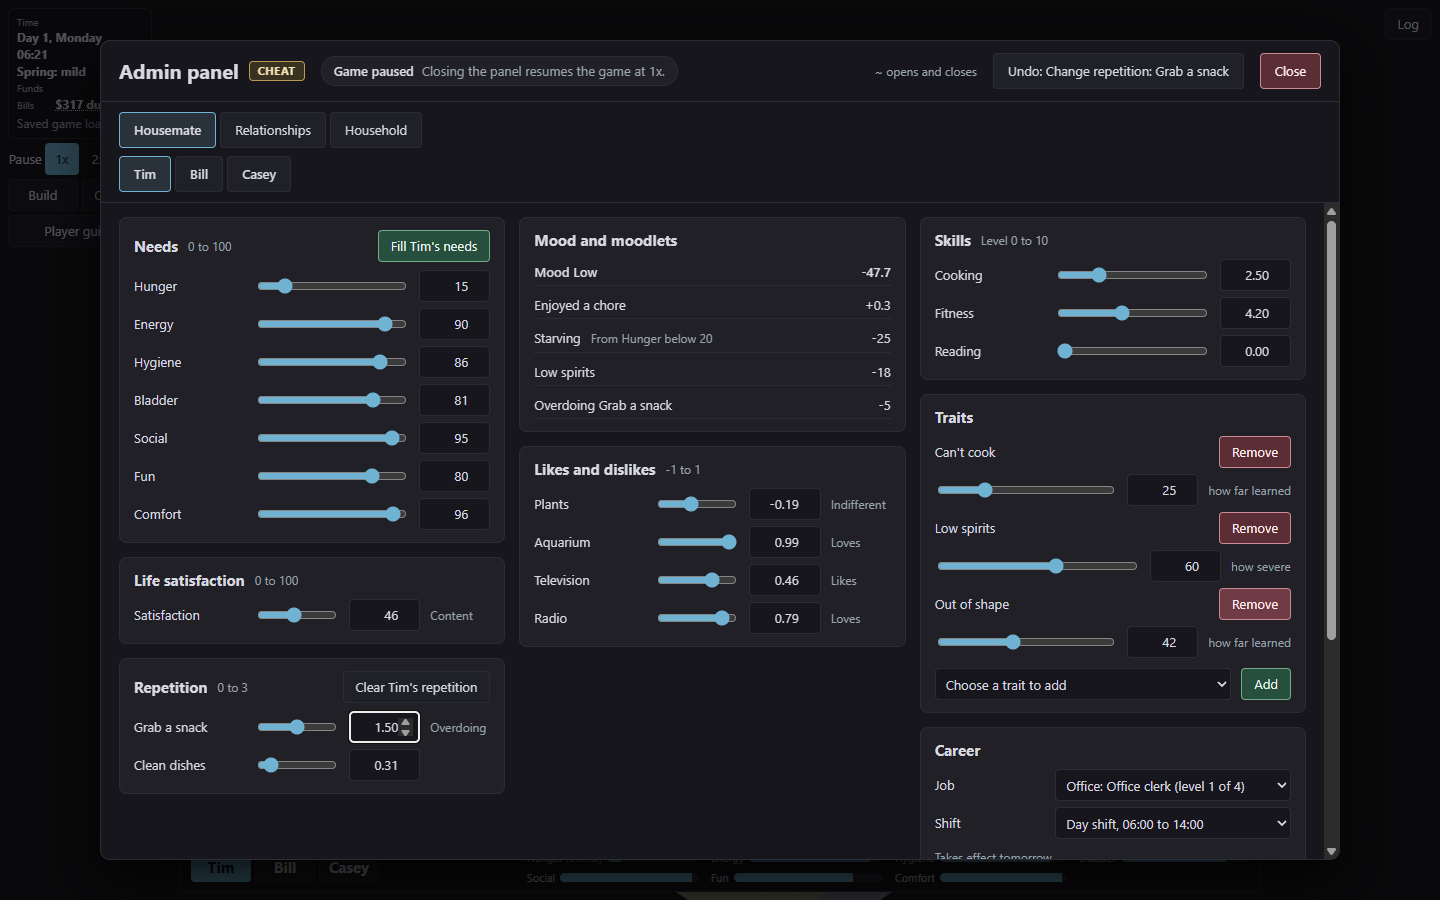 Time
Day 1, Monday
06:21
Spring: mild
Funds
Bills $317 du
Saved game loa
Pause 1x 2
Build C
Player gui
Log
Admin panel CHEAT Game paused Closing the panel resumes the game at 1x. ~ opens and closes Undo: Change repetition: Grab a snack Close
Housemate Relationships Household
Tim Bill Casey
Needs 0 to 100 Fill Tim's needs
Hunger 15
Energy 90
Hygiene 86
Bladder 81
Social 95
Fun 80
Comfort 96
Life satisfaction 0 to 100
Satisfaction 46 Content
Repetition 0 to 3 Clear Tim's repetition
Grab a snack 1.50 Overdoing
Clean dishes 0.31
Mood and moodlets
Mood Low -47.7
Enjoyed a chore +0.3
Starving From Hunger below 20 -25
Low spirits -18
Overdoing Grab a snack -5
Likes and dislikes -1 to 1
Plants -0.19 Indifferent
Aquarium 0.99 Loves
Television 0.46 Likes
Radio 0.79 Loves
Skills Level 0 to 10
Cooking 2.50
Fitness 4.20
Reading 0.00
Traits
Can't cook Remove
25 how far learned
Low spirits Remove
60 how severe
Out of shape Remove
42 how far learned
Choose a trait to add Add
Career
Job Office: Office clerk (level 1 of 4)
Shift Day shift, 06:00 to 14:00
Takes effect tomorrow
Tim Bill Casey
Social Fun Comfort